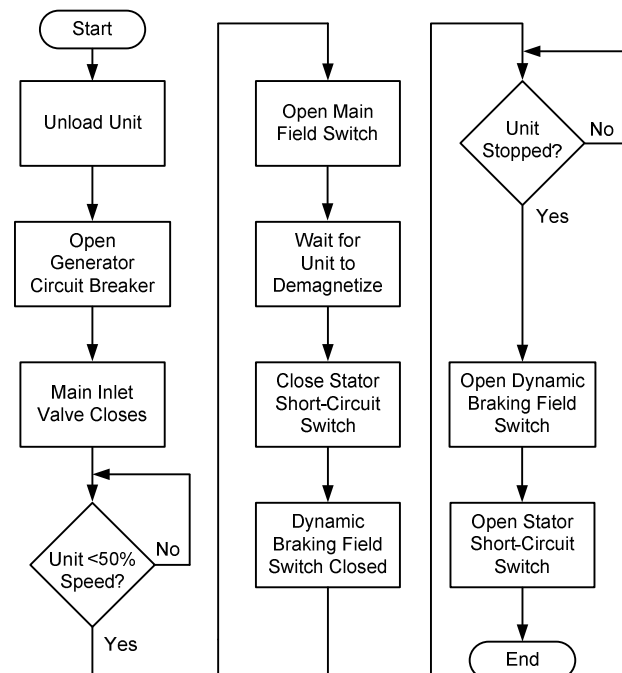 Start
Unload Unit
Open
Generator
Circuit Breaker
Main Inlet
Valve Closes
Unit <50%
Speed?
No
Yes
Open Main
Field Switch
Wait for
Unit to
Demagnetize
Close Stator
Short-Circuit
Switch
Dynamic
Braking Field
Switch Closed
Unit
Stopped?
No
Yes
Open Dynamic
Braking Field
Switch
Open Stator
Short-Circuit
Switch
End